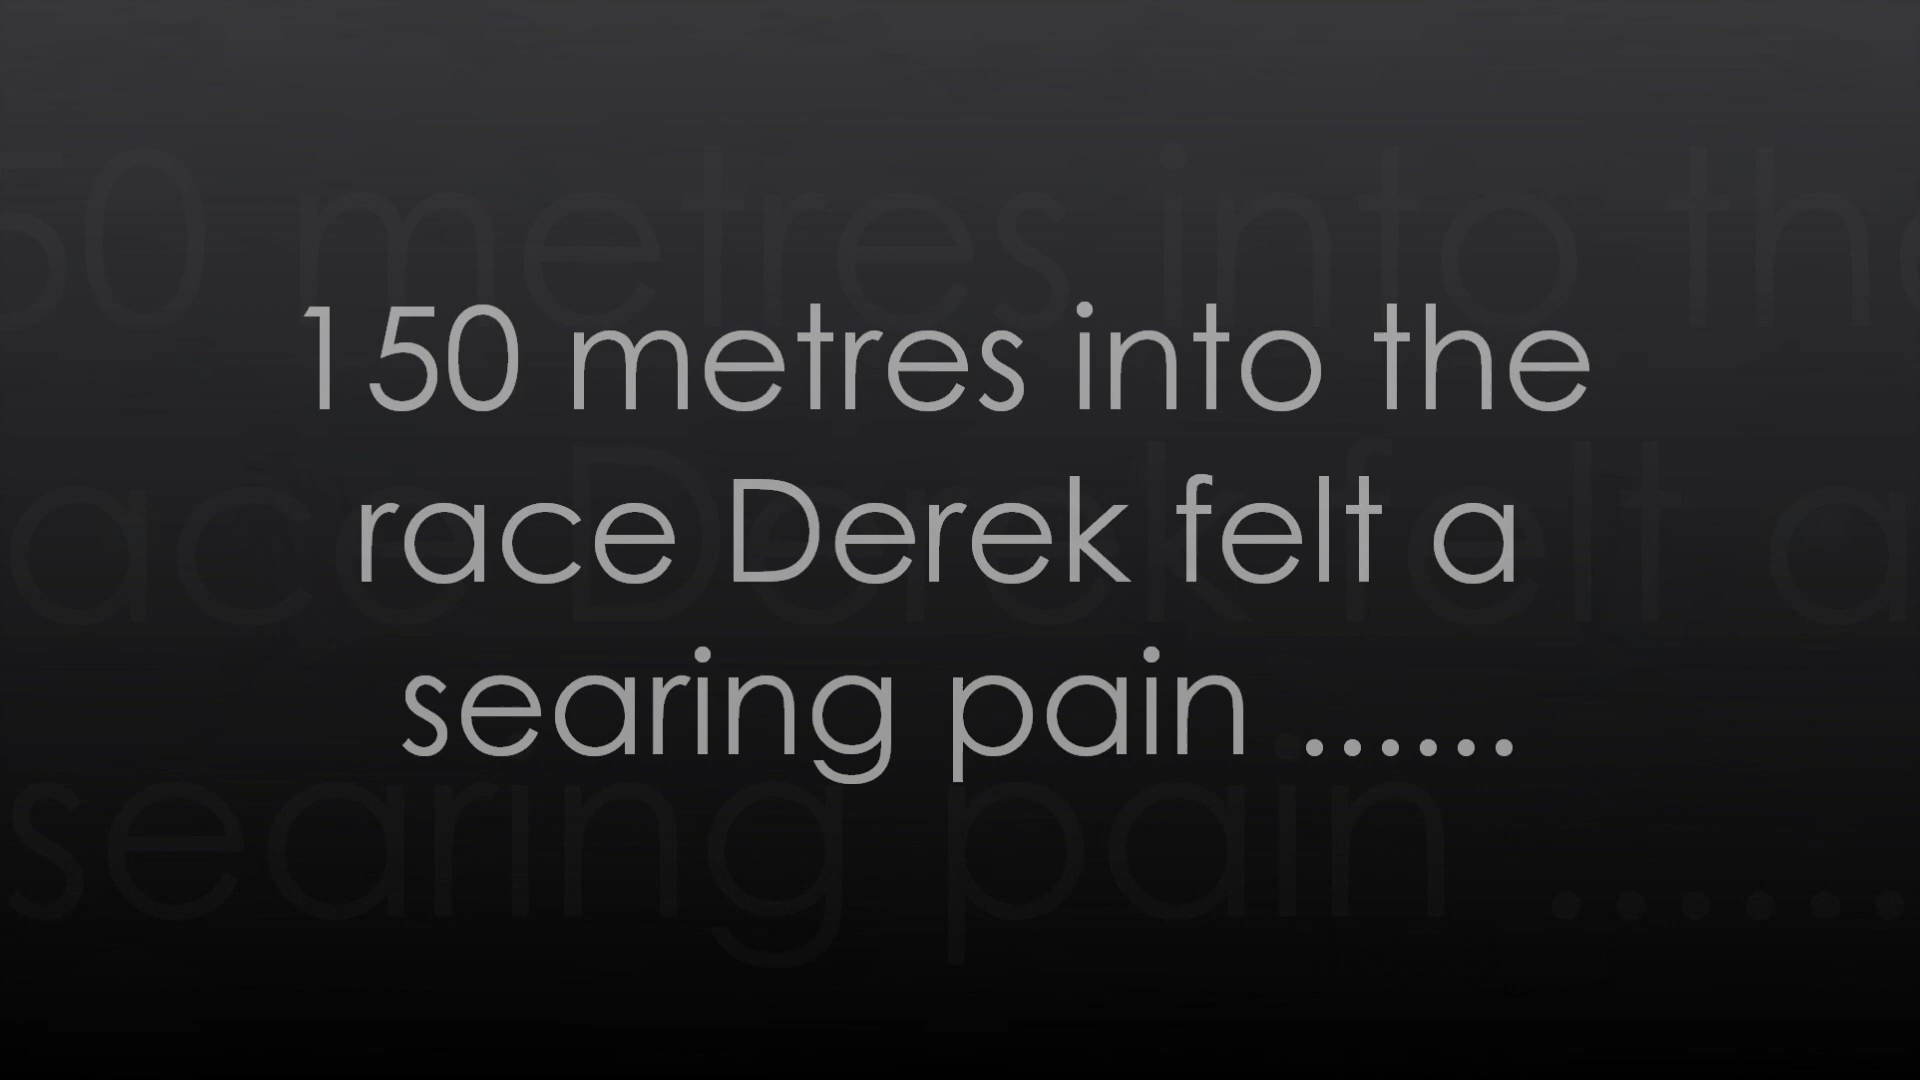 150 metres into the
race Derek felt a
searing pain ......